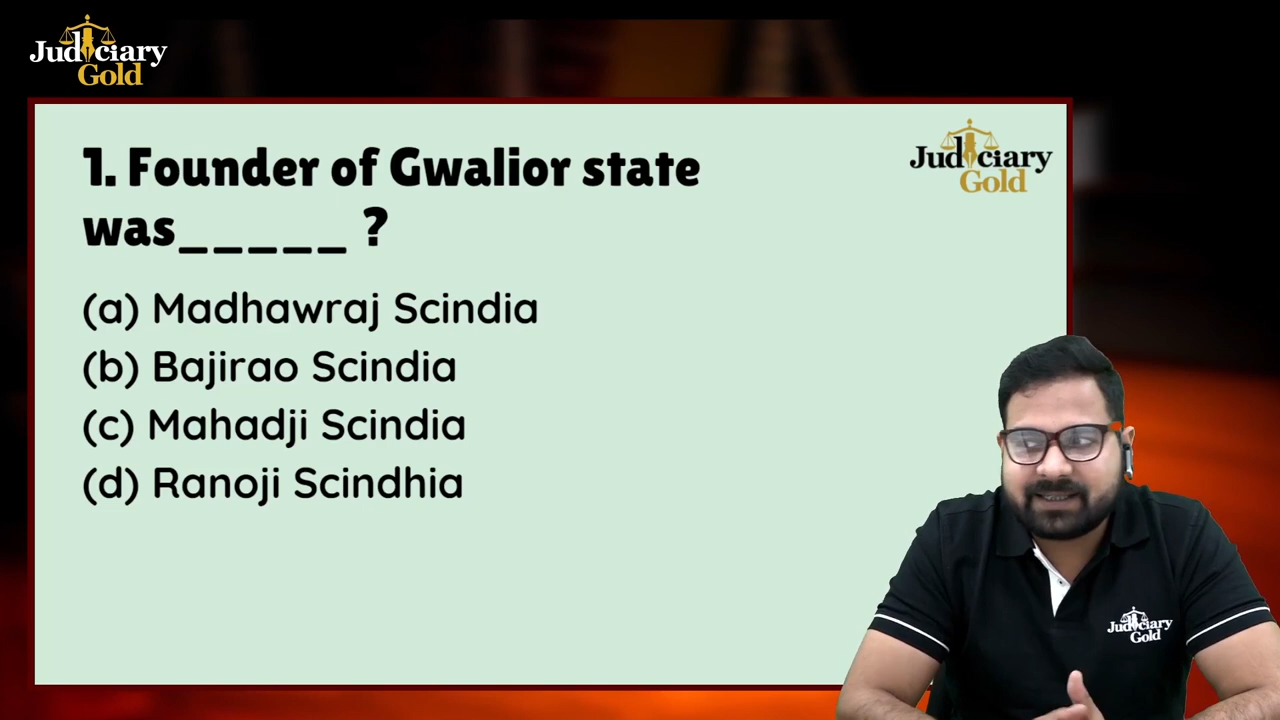 Judiciary
Gold
Judiciary
Gold
1. Founder of Gwalior state
was_____ ?
(a) Madhawraj Scindia
(b) Bajirao Scindia
(c) Mahadji Scindia
(d) Ranoji Scindhia
Judiciary
Gold